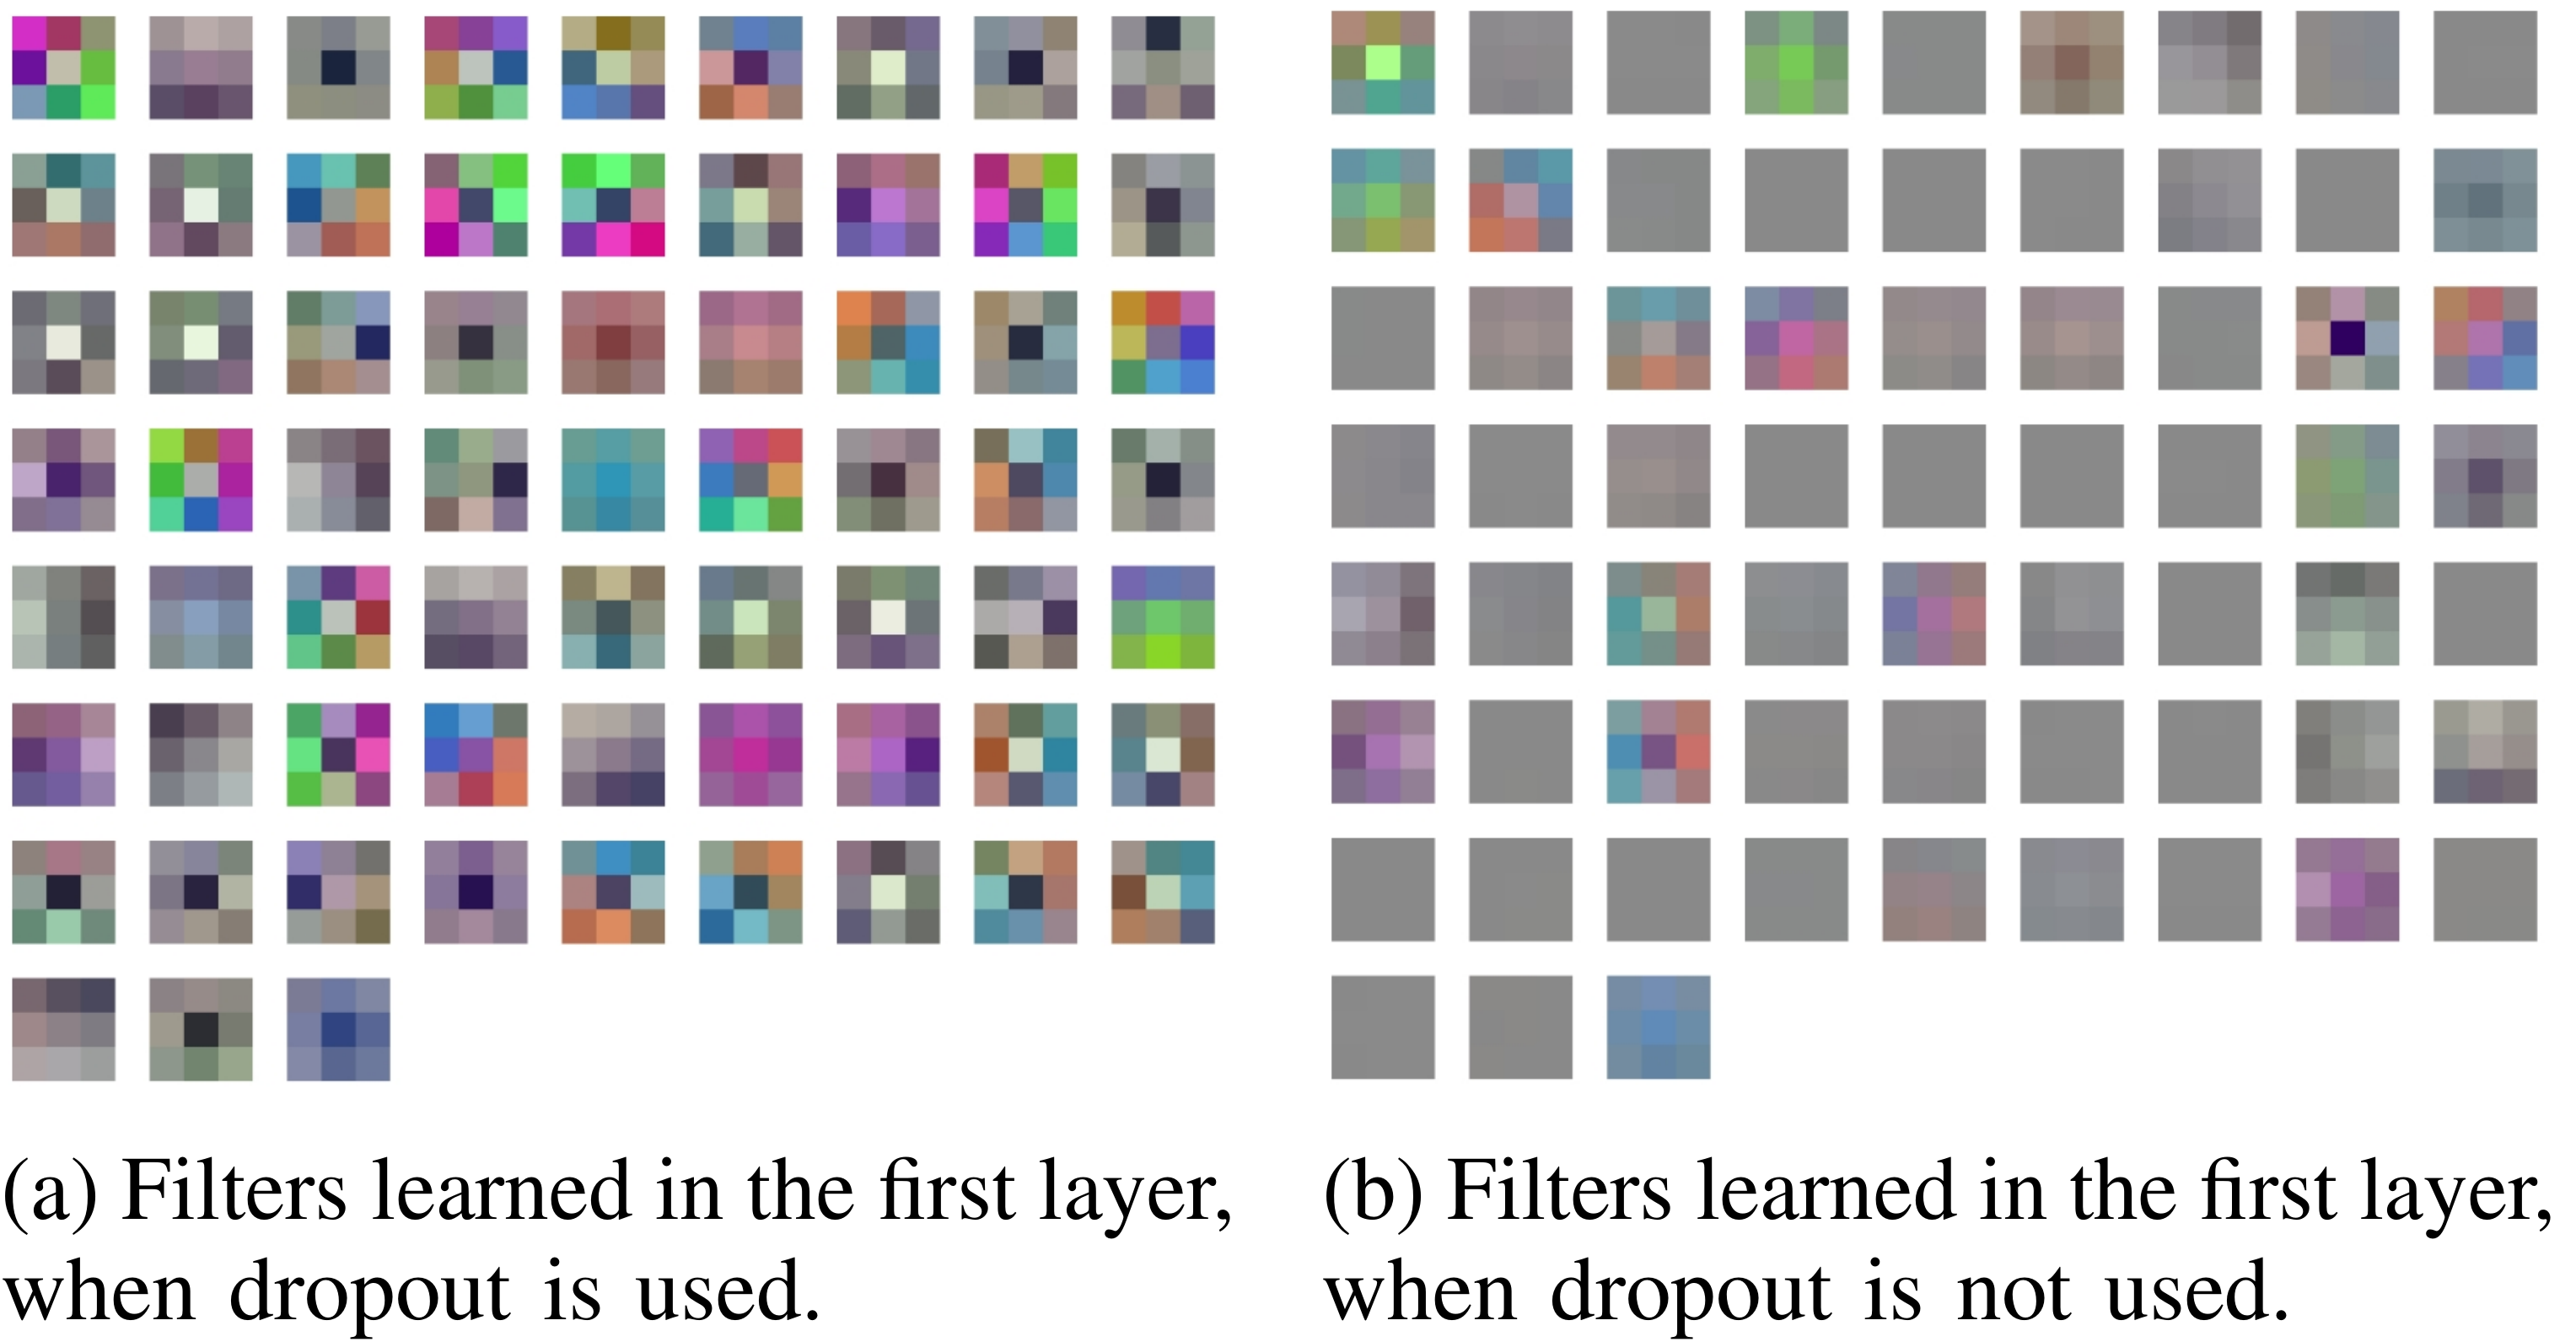 (a) Filters learned in the first layer,
when dropout is used.
(b) Filters learned in the first layer,
when dropout is not used.